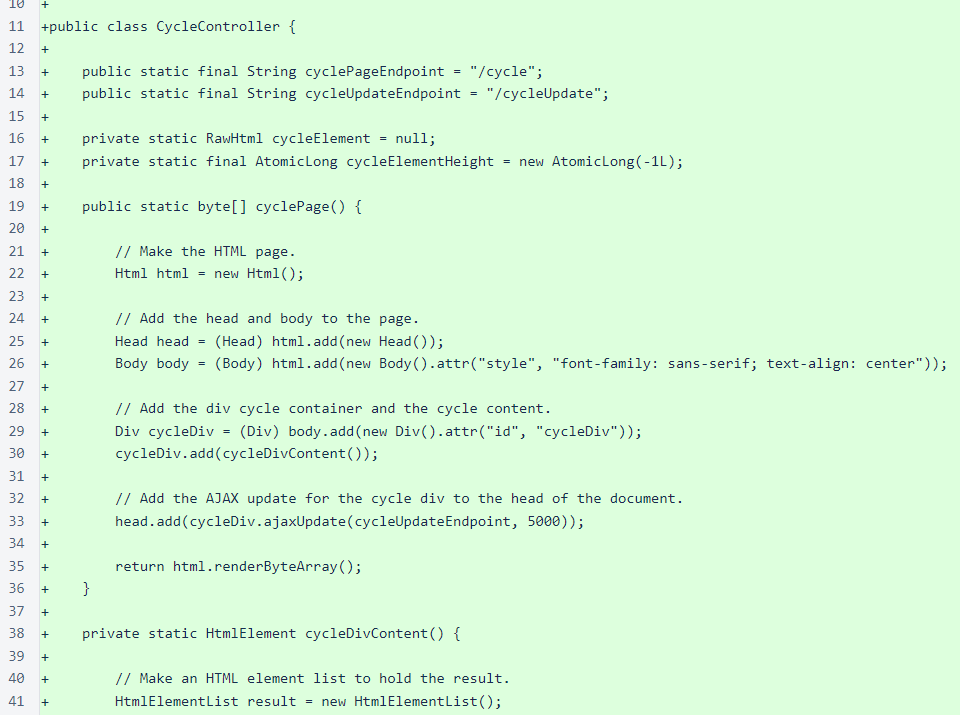 10 +
11 +public class CycleController {
12 +
13 +    public static final String cyclePageEndpoint = "/cycle";
14 +    public static final String cycleUpdateEndpoint = "/cycleUpdate";
15 +
16 +    private static RawHtml cycleElement = null;
17 +    private static final AtomicLong cycleElementHeight = new AtomicLong(-1L);
18 +
19 +    public static byte[] cyclePage() {
20 +
21 +        // Make the HTML page.
22 +        Html html = new Html();
23 +
24 +        // Add the head and body to the page.
25 +        Head head = (Head) html.add(new Head());
26 +        Body body = (Body) html.add(new Body().attr("style", "font-family: sans-serif; text-align: center"));
27 +
28 +        // Add the div cycle container and the cycle content.
29 +        Div cycleDiv = (Div) body.add(new Div().attr("id", "cycleDiv"));
30 +        cycleDiv.add(cycleDivContent());
31 +
32 +        // Add the AJAX update for the cycle div to the head of the document.
33 +        head.add(cycleDiv.ajaxUpdate(cycleUpdateEndpoint, 5000));
34 +
35 +        return html.renderByteArray();
36 +    }
37 +
38 +    private static HtmlElement cycleDivContent() {
39 +
40 +        // Make an HTML element list to hold the result.
41 +        HtmlElementList result = new HtmlElementList();